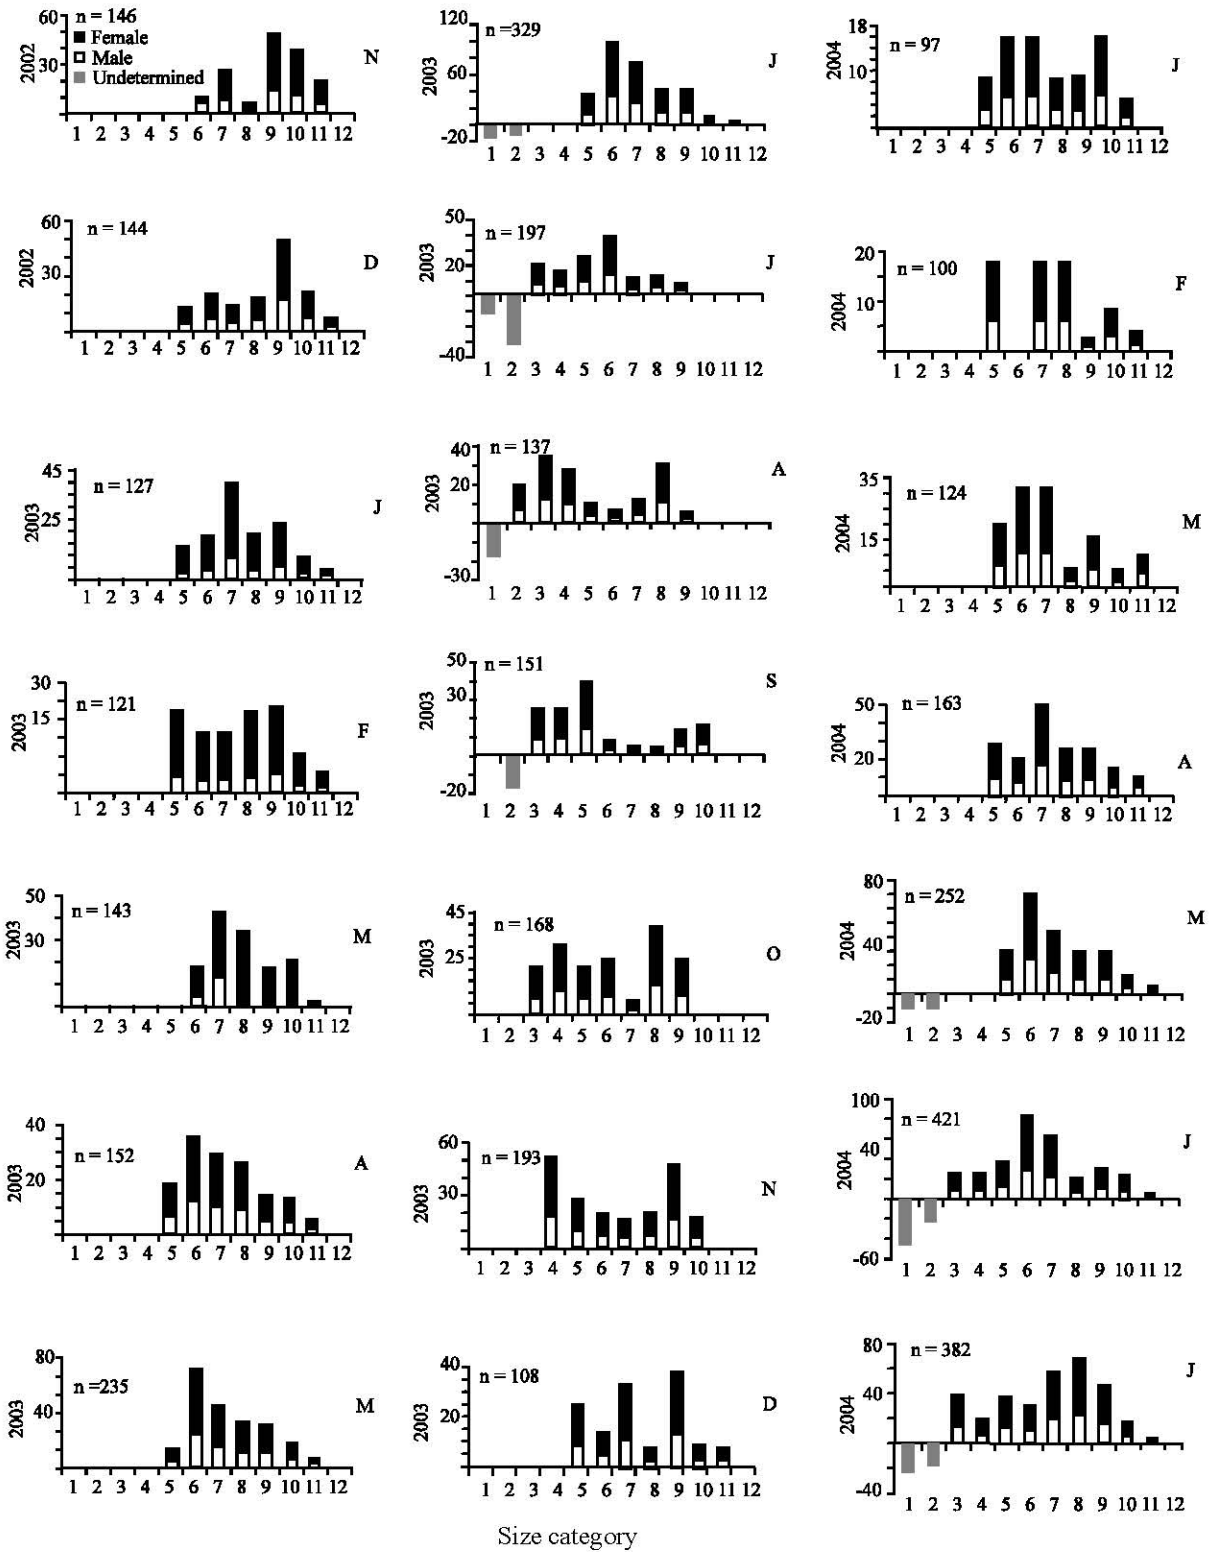 60
n = 146
Female
Male
Undetermined
30
2002
N
1 2 3 4 5 6 7 8 9 10 11 12
120
n =329
60
2003
J
-20
1 2 3 4 5 6 7 8 9 10 11 12
18
n = 97
10
2004
J
1 2 3 4 5 6 7 8 9 10 11 12
60
n = 144
30
2002
D
1 2 3 4 5 6 7 8 9 10 11 12
50
n = 197
20
2003
J
-40
1 2 3 4 5 6 7 8 9 10 11 12
20
n = 100
10
2004
F
1 2 3 4 5 6 7 8 9 10 11 12
45
n = 127
25
2003
J
1 2 3 4 5 6 7 8 9 10 11 12
40
n = 137
20
2003
A
-30
1 2 3 4 5 6 7 8 9 10 11 12
35
n = 124
15
2004
M
1 2 3 4 5 6 7 8 9 10 11 12
30
n = 121
15
2003
F
1 2 3 4 5 6 7 8 9 10 11 12
50
n = 151
30
2003
S
-20
1 2 3 4 5 6 7 8 9 10 11 12
50
n = 163
20
2004
A
1 2 3 4 5 6 7 8 9 10 11 12
50
n = 143
30
2003
M
1 2 3 4 5 6 7 8 9 10 11 12
45
n = 168
25
2003
O
1 2 3 4 5 6 7 8 9 10 11 12
80
n = 252
40
2004
M
-20
1 2 3 4 5 6 7 8 9 10 11 12
40
n = 152
20
2003
A
1 2 3 4 5 6 7 8 9 10 11 12
60
n = 193
30
2003
N
1 2 3 4 5 6 7 8 9 10 11 12
100
n = 421
40
2004
J
-60
1 2 3 4 5 6 7 8 9 10 11 12
80
n =235
40
2003
M
1 2 3 4 5 6 7 8 9 10 11 12
40
n = 108
20
2003
D
1 2 3 4 5 6 7 8 9 10 11 12
80
n = 382
40
2004
J
-40
1 2 3 4 5 6 7 8 9 10 11 12
Size category